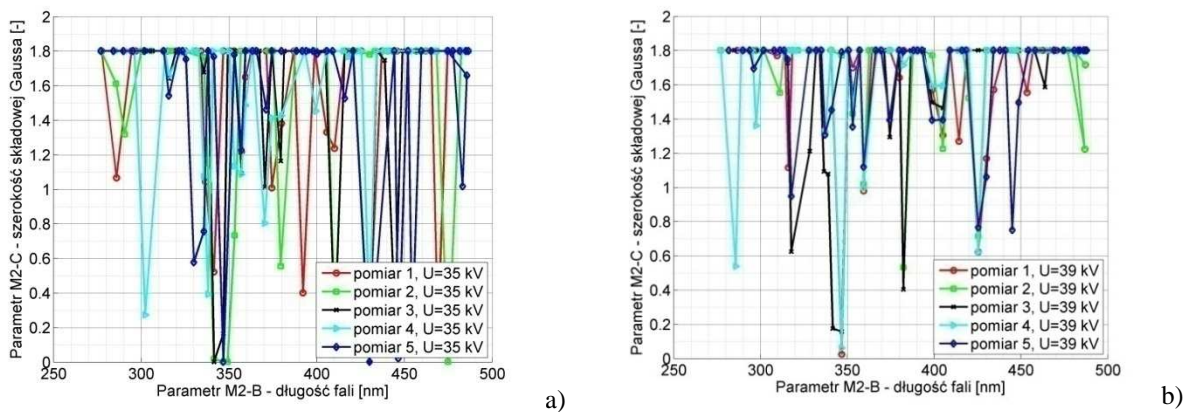 2
1.8
1.6
1.4
1.2
1
0.8
0.6
0.4
0.2
0
250 300 350 400 450 500
Parametr M2-C - szerokość składowej Gaussa [-]
Parametr M2-B - długość fali [nm]
pomiar 1, U=35 kV
pomiar 2, U=35 kV
pomiar 3, U=35 kV
pomiar 4, U=35 kV
pomiar 5, U=35 kV
a)
2
1.8
1.6
1.4
1.2
1
0.8
0.6
0.4
0.2
0
250 300 350 400 450 500
Parametr M2-C - szerokość składowej Gaussa [-]
Parametr M2-B - długość fali [nm]
pomiar 1, U=39 kV
pomiar 2, U=39 kV
pomiar 3, U=39 kV
pomiar 4, U=39 kV
pomiar 5, U=39 kV
b)